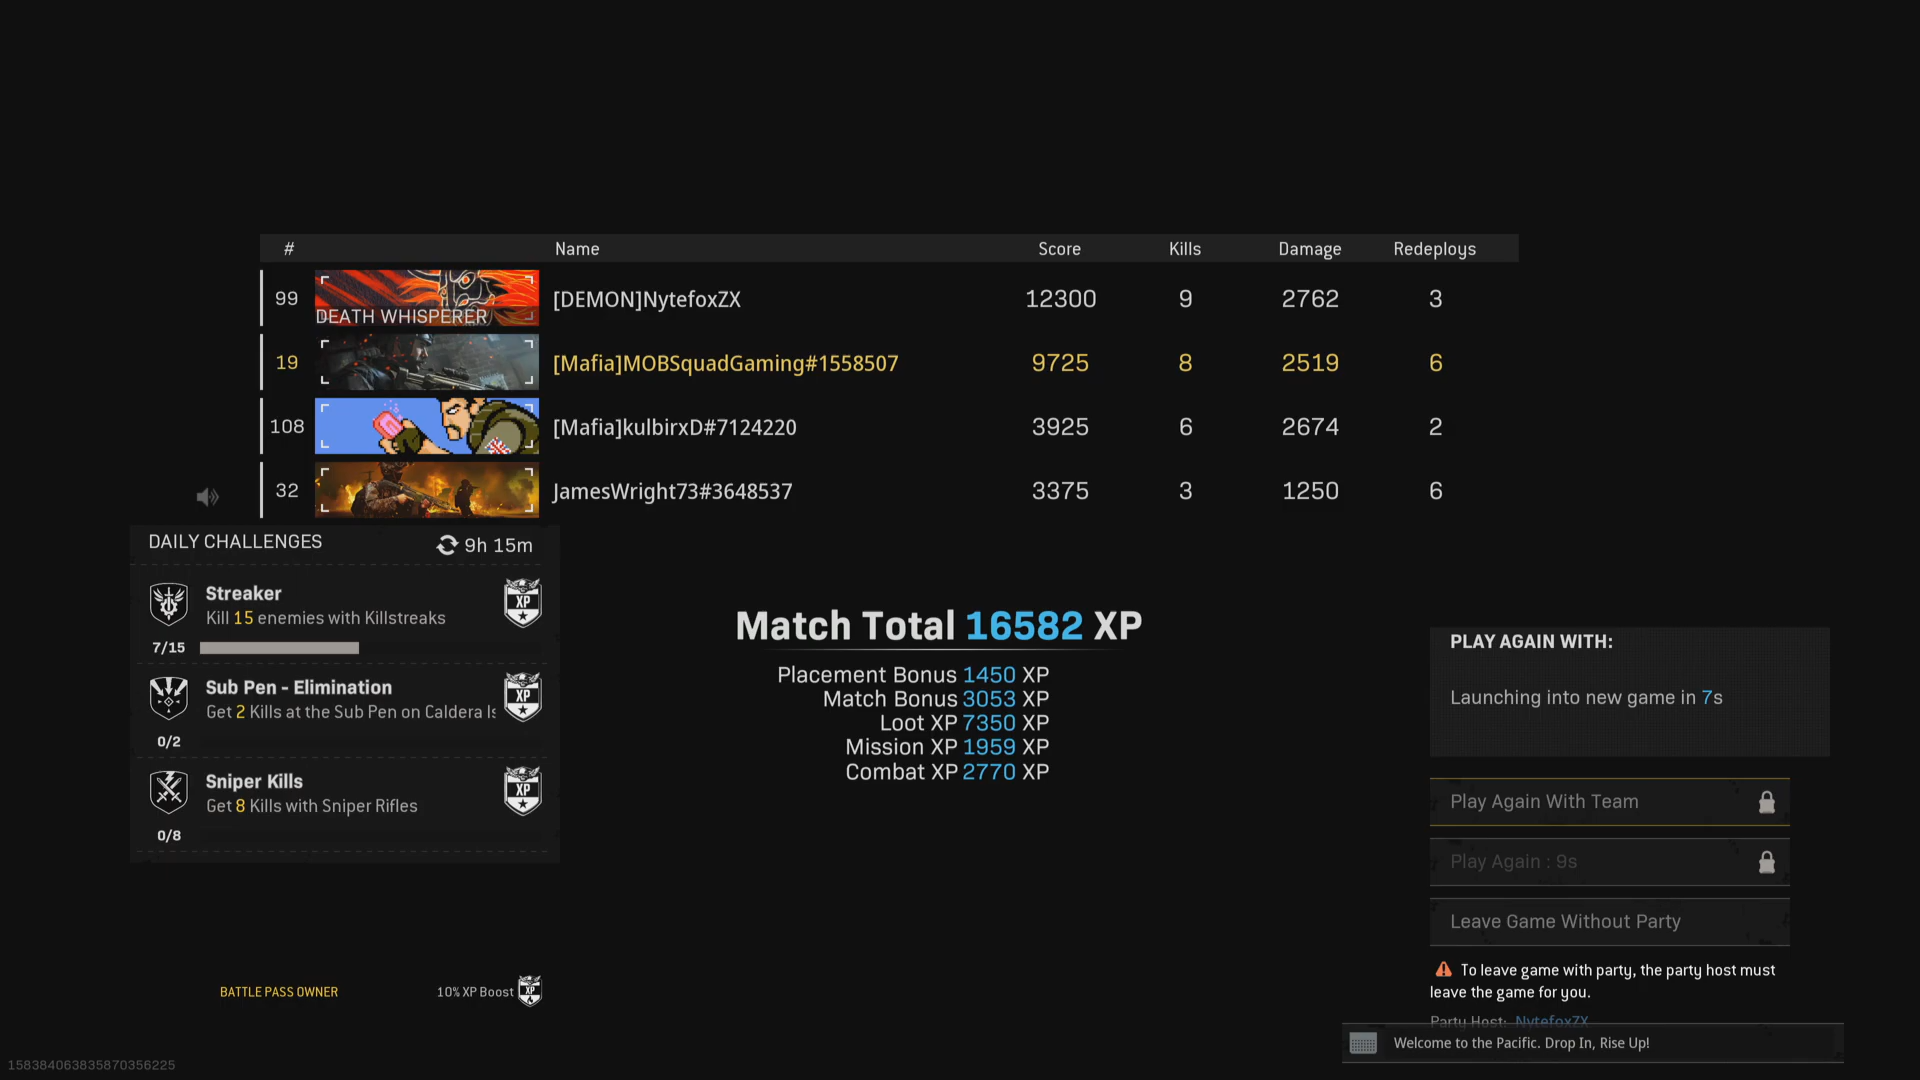 # Name Score Kills Damage Redeploys
99 DEATH WHISPERER [DEMON]NytefoxZX 12300 9 2762 3
19 [Mafia]MOBSquadGaming#1558507 9725 8 2519 6
108 [Mafia]kulbirxD#7124220 3925 6 2674 2
32 JamesWright73#3648537 3375 3 1250 6
DAILY CHALLENGES 9h 15m
Streaker
Kill 15 enemies with Killstreaks
XP
7/15
Sub Pen - Elimination
Get 2 Kills at the Sub Pen on Caldera Is
XP
0/2
Sniper Kills
Get 8 Kills with Sniper Rifles
XP
0/8
BATTLE PASS OWNER
10% XP Boost XP
Match Total 16582 XP
Placement Bonus 1450 XP
Match Bonus 3053 XP
Loot XP 7350 XP
Mission XP 1959 XP
Combat XP 2770 XP
PLAY AGAIN WITH:
Launching into new game in 7s
Play Again With Team
Play Again : 9s
Leave Game Without Party
To leave game with party, the party host must
leave the game for you.
Party Host: NytefoxZX
Welcome to the Pacific. Drop In, Rise Up!
158384063835870356225